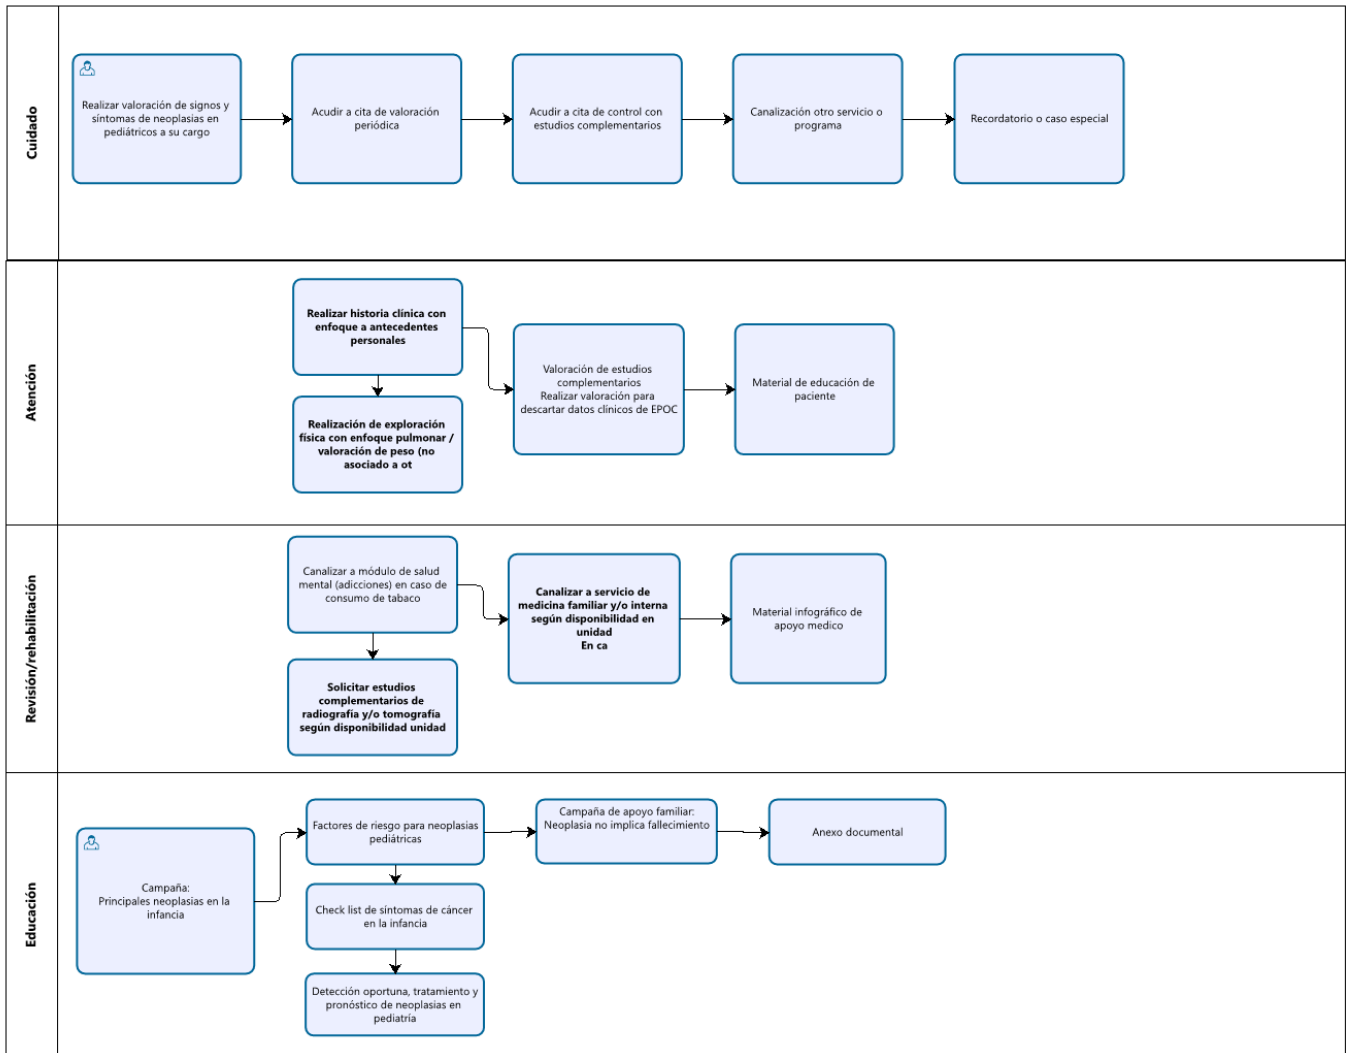 Cuidado
Realizar valoración de signos y
síntomas de neoplasias en
pediátricos a su cargo
Acudir a cita de valoración
periódica
Acudir a cita de control con
estudios complementarios
Canalización otro servicio o
programa
Recordatorio o caso especial
Atención
Realizar historia clínica con
enfoque a antecedentes
personales
Realización de exploración
física con enfoque pulmonar /
valoración de peso (no
asociado a ot
Valoración de estudios
complementarios
Realizar valoración para
descartar datos clínicos de EPOC
Material de educación de
paciente
Revisión/rehabilitación
Canalizar a módulo de salud
mental (adicciones) en caso de
consumo de tabaco
Solicitar estudios
complementarios de
radiografía y/o tomografía
según disponibilidad unidad
Canalizar a servicio de
medicina familiar y/o interna
según disponibilidad en
unidad
En ca
Material infográfico de
apoyo medico
Educación
Campaña:
Principales neoplasias en la
infancia
Factores de riesgo para neoplasias
pediátricas
Check list de síntomas de cáncer
en la infancia
Detección oportuna, tratamiento y
pronóstico de neoplasias en
pediatría
Campaña de apoyo familiar:
Neoplasia no implica fallecimiento
Anexo documental